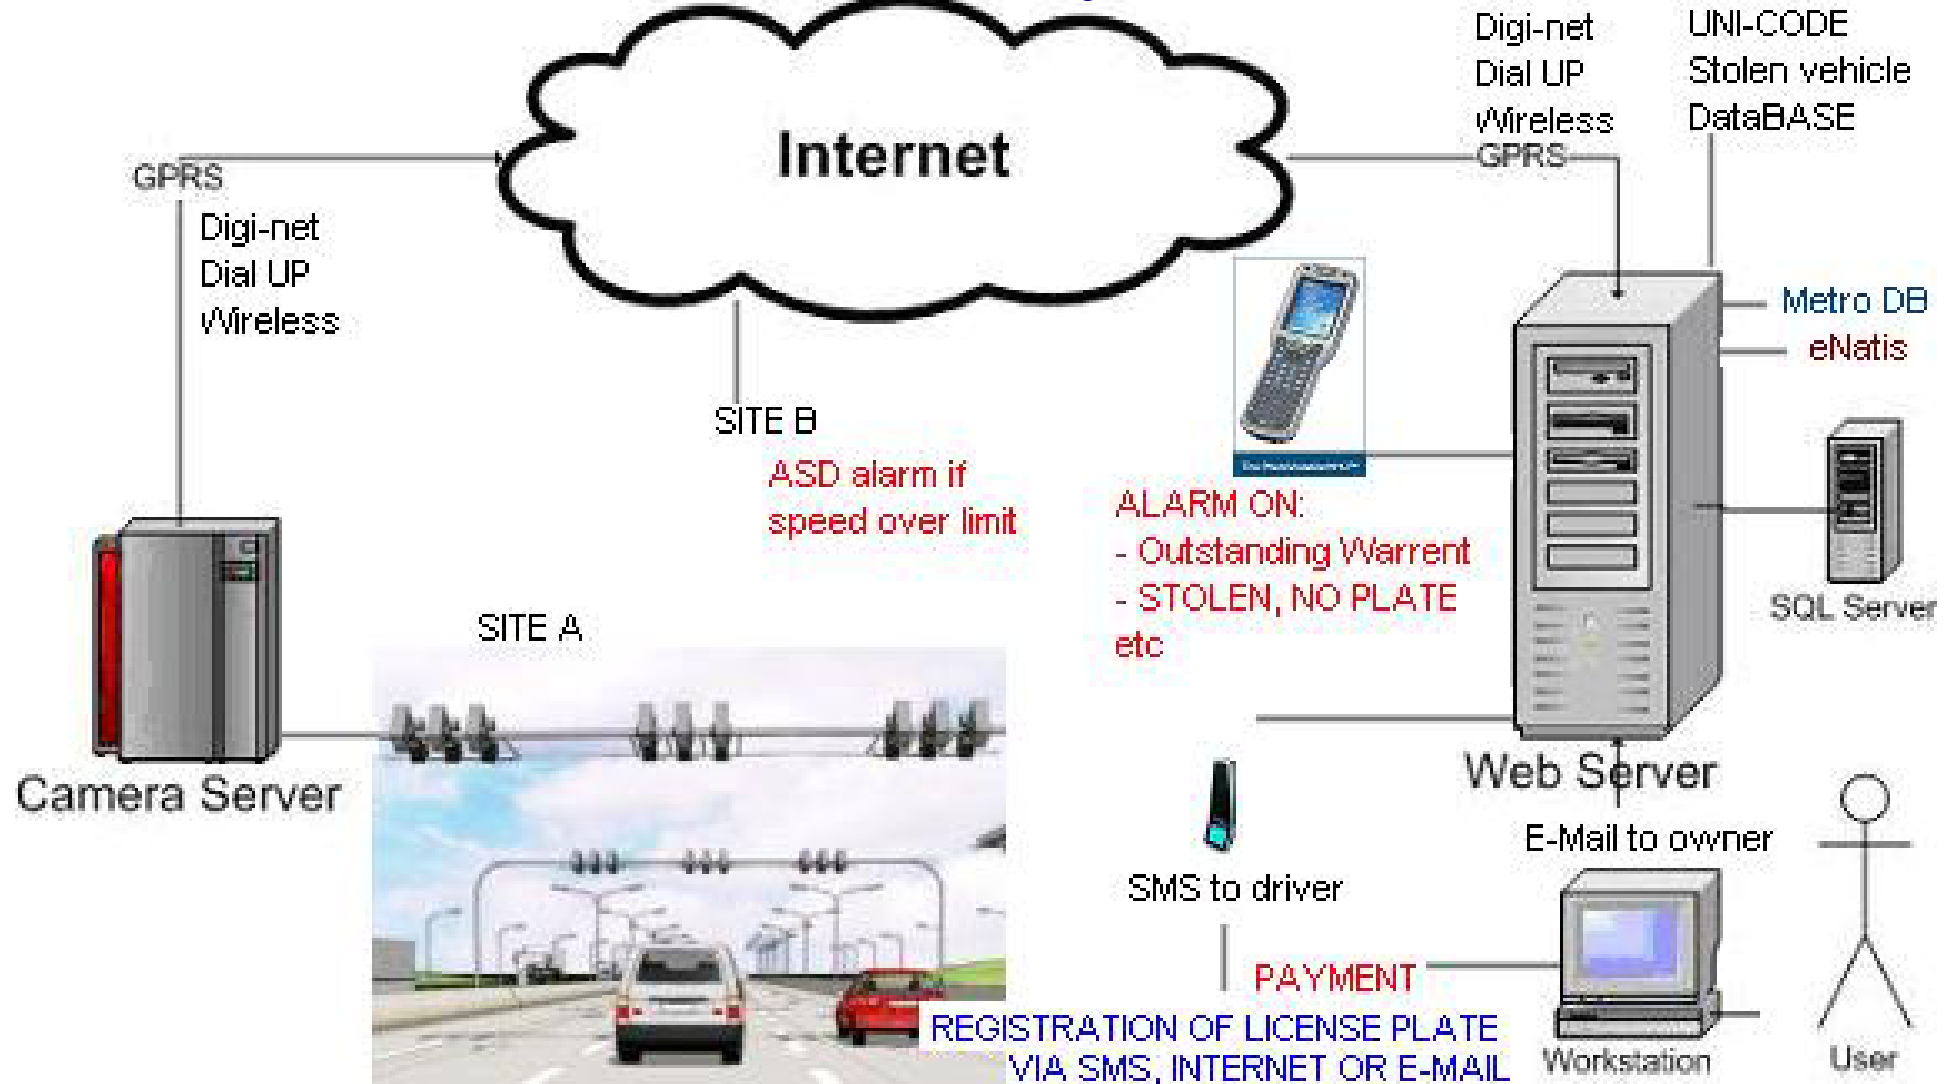 Internet
GPRS
Digi-net
Dial UP
Wireless
Digi-net
Dial UP
Wireless
GPRS
UNI-CODE
Stolen vehicle
DataBASE
Metro DB
eNatis
SITE B
ASD alarm if
speed over limit
ALARM ON:
- Outstanding Warrent
- STOLEN, NO PLATE
etc
SQL Server
SITE A
Camera Server
Web Server
E-Mail to owner
SMS to driver
PAYMENT
REGISTRATION OF LICENSE PLATE
VIA SMS, INTERNET OR E-MAIL
Workstation
User